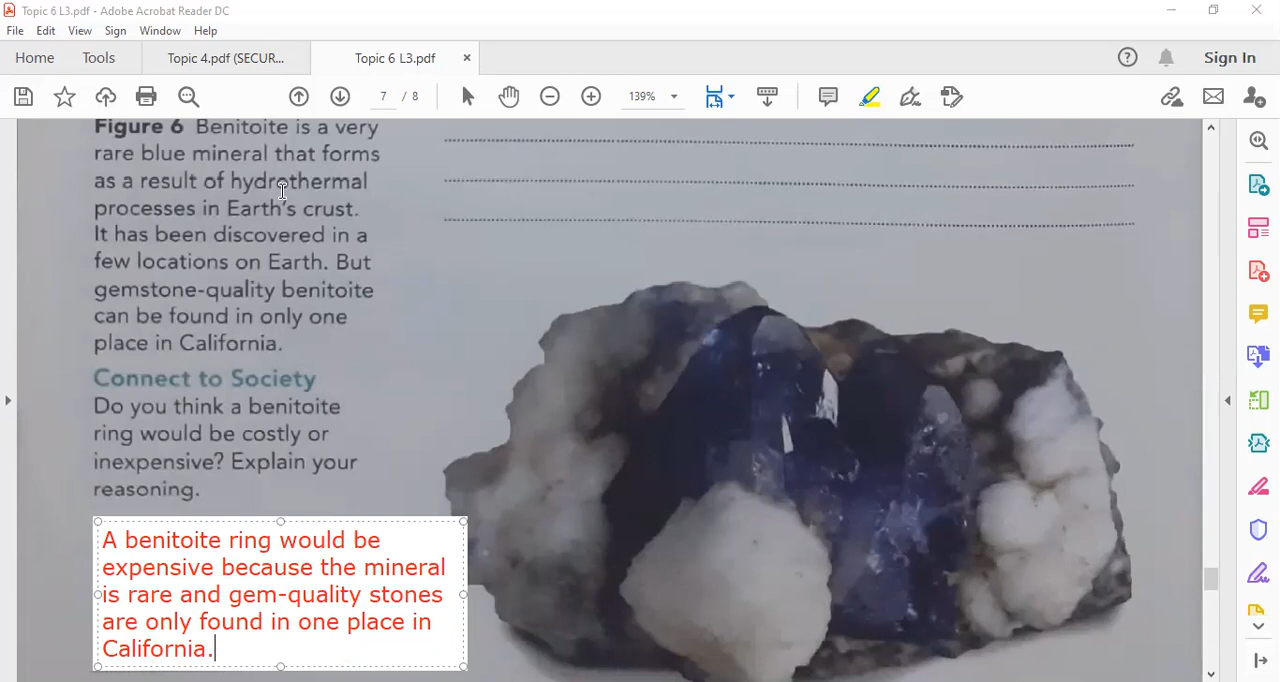 Topic 6 L3.pdf - Adobe Acrobat Reader DC
File Edit View Sign Window Help
Home Tools Topic 4.pdf (SECUR... Topic 6 L3.pdf × Sign In
7 / 8 139%
Figure 6 Benitoite is a very
rare blue mineral that forms
as a result of hydrothermal
processes in Earth's crust.
It has been discovered in a
few locations on Earth. But
gemstone-quality benitoite
can be found in only one
place in California.
Connect to Society
Do you think a benitoite
ring would be costly or
inexpensive? Explain your
reasoning.
A benitoite ring would be
expensive because the mineral
is rare and gem-quality stones
are only found in one place in
California.